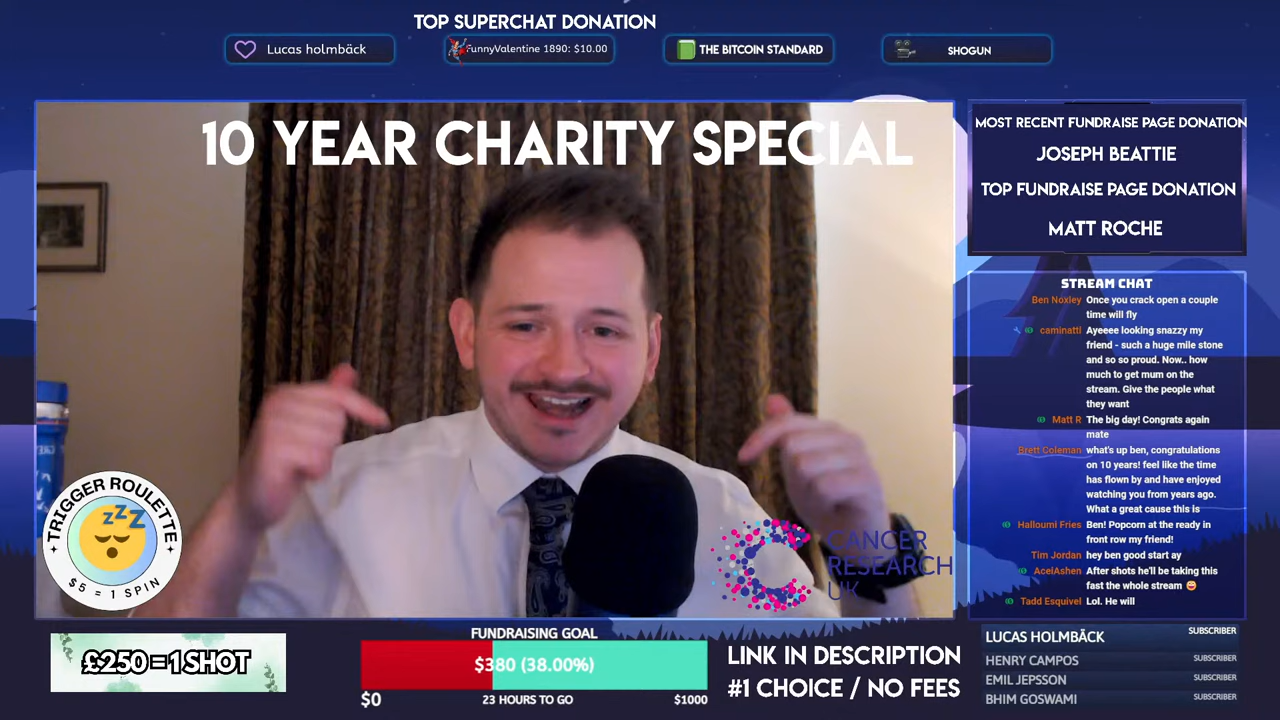 TOP SUPERCHAT DONATION
Lucas holmbäck
FunnyValentine 1890: $10.00
THE BITCOIN STANDARD
SHOGUN
10 YEAR CHARITY SPECIAL
MOST RECENT FUNDRAISE PAGE DONATION
JOSEPH BEATTIE
TOP FUNDRAISE PAGE DONATION
MATT ROCHE
STREAM CHAT
Ben Noxley Once you crack open a couple
time will fly
caminatti Ayeeee looking snazzy my
friend - such a huge mile stone
and so so proud. Now.. how
much to get mum on the
stream. Give the people what
they want
Matt R The big day! Congrats again
mate
Brett Coleman what's up ben, congratulations
on 10 years! feel like the time
has flown by and have enjoyed
watching you from years ago.
What a great cause this is
Halloumi Fries Ben! Popcorn at the ready in
front row my friend!
Tim Jordan hey ben good start ay
AceiAshen After shots he'll be taking this
fast the whole stream 😅
Tadd Esquivel Lol. He will
TRIGGER ROULETTE
zzz
$5 = 1 SPIN
CANCER
RESEARCH
UK
£250 = 1 SHOT
FUNDRAISING GOAL
$380 (38.00%)
$0
23 HOURS TO GO
$1000
LINK IN DESCRIPTION
#1 CHOICE / NO FEES
LUCAS HOLMBÄCK SUBSCRIBER
HENRY CAMPOS SUBSCRIBER
EMIL JEPSSON SUBSCRIBER
BHIM GOSWAMI SUBSCRIBER